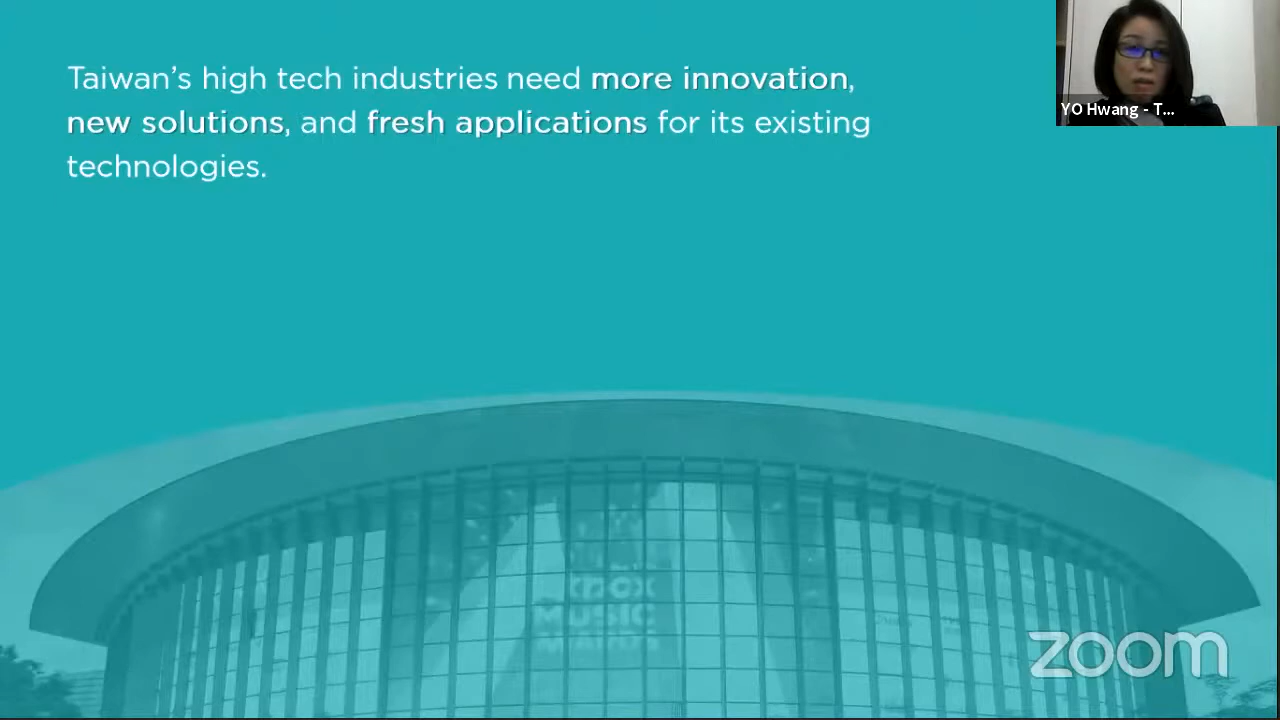 Taiwan’s high tech industries need more innovation,
new solutions, and fresh applications for its existing
technologies.
YO Hwang - T...
MUSIC
zoom